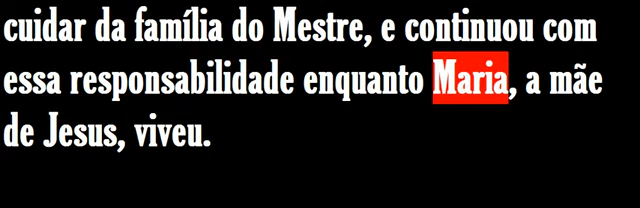 cuidar da família do Mestre, e continuou com
essa responsabilidade enquanto Maria, a mãe
de Jesus, viveu.